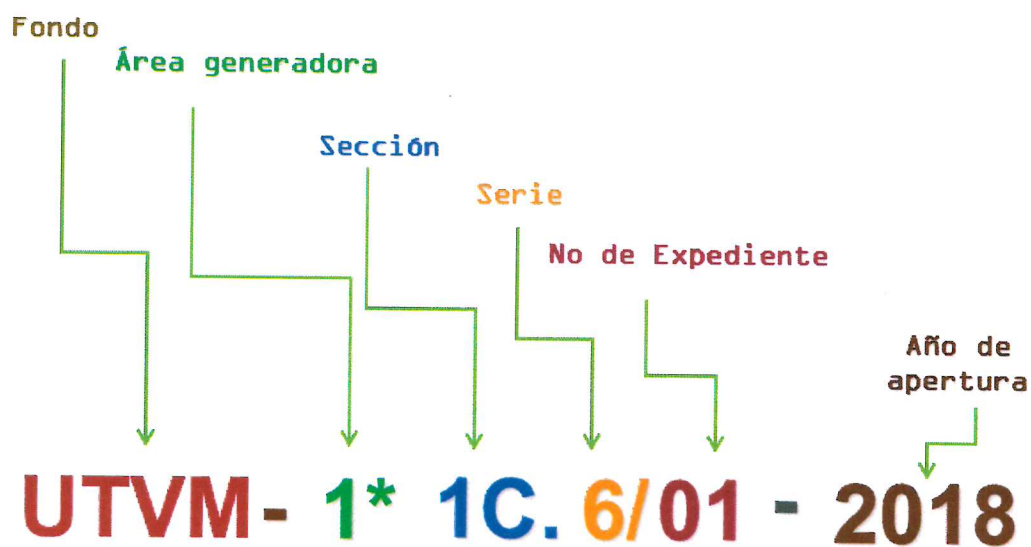 Fondo
Área generadora
Sección
Serie
No de Expediente
Año de
apertura
UTVM- 1* 1C. 6/01 - 2018